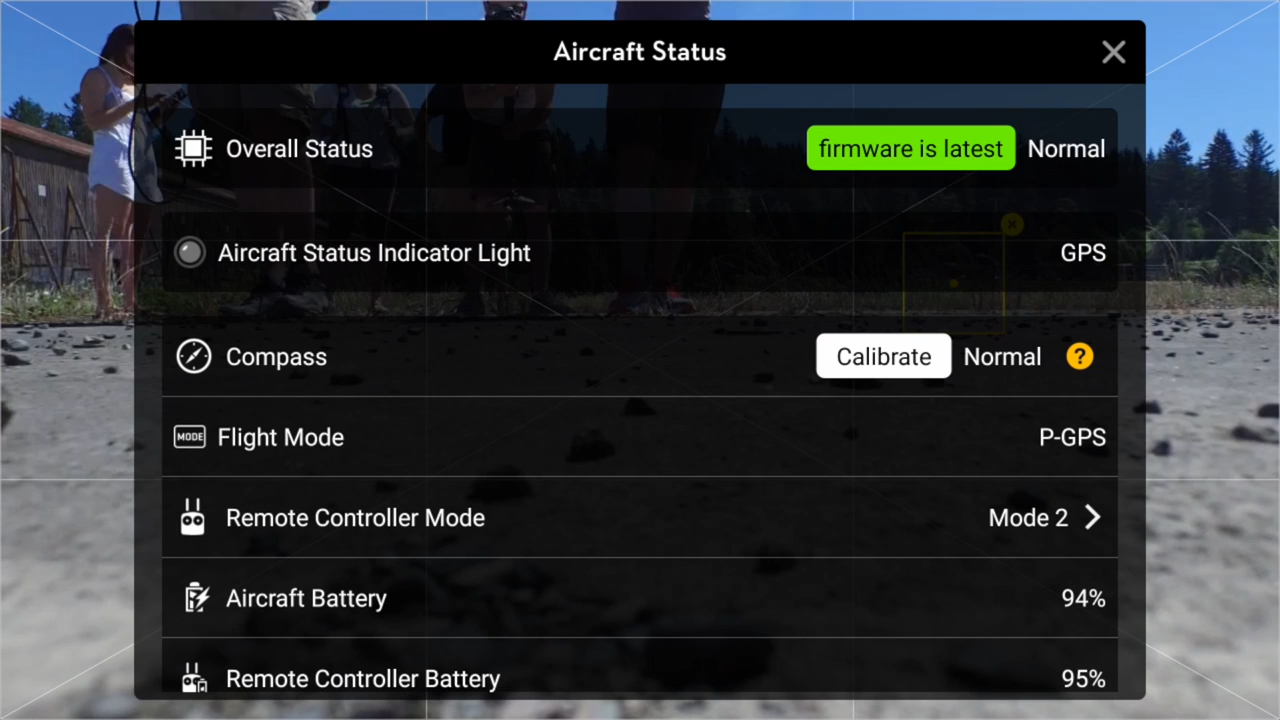 Aircraft Status
Overall Status firmware is latest Normal
Aircraft Status Indicator Light GPS
Compass Calibrate Normal ?
MODE Flight Mode P-GPS
Remote Controller Mode Mode 2
Aircraft Battery 94%
Remote Controller Battery 95%